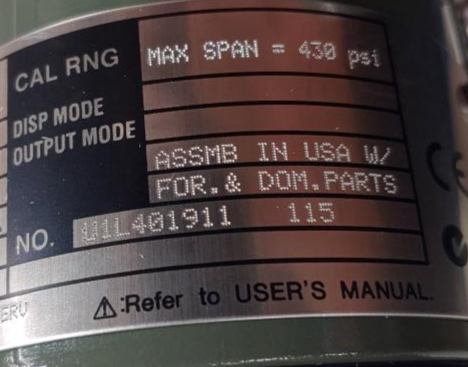 CAL RNG MAX SPAN = 430 psi
DISP MODE
OUTPUT MODE
ASSMB IN USA W/
FOR.& DOM.PARTS
NO. U1L401911 115
⚠:Refer to USER'S MANUAL.